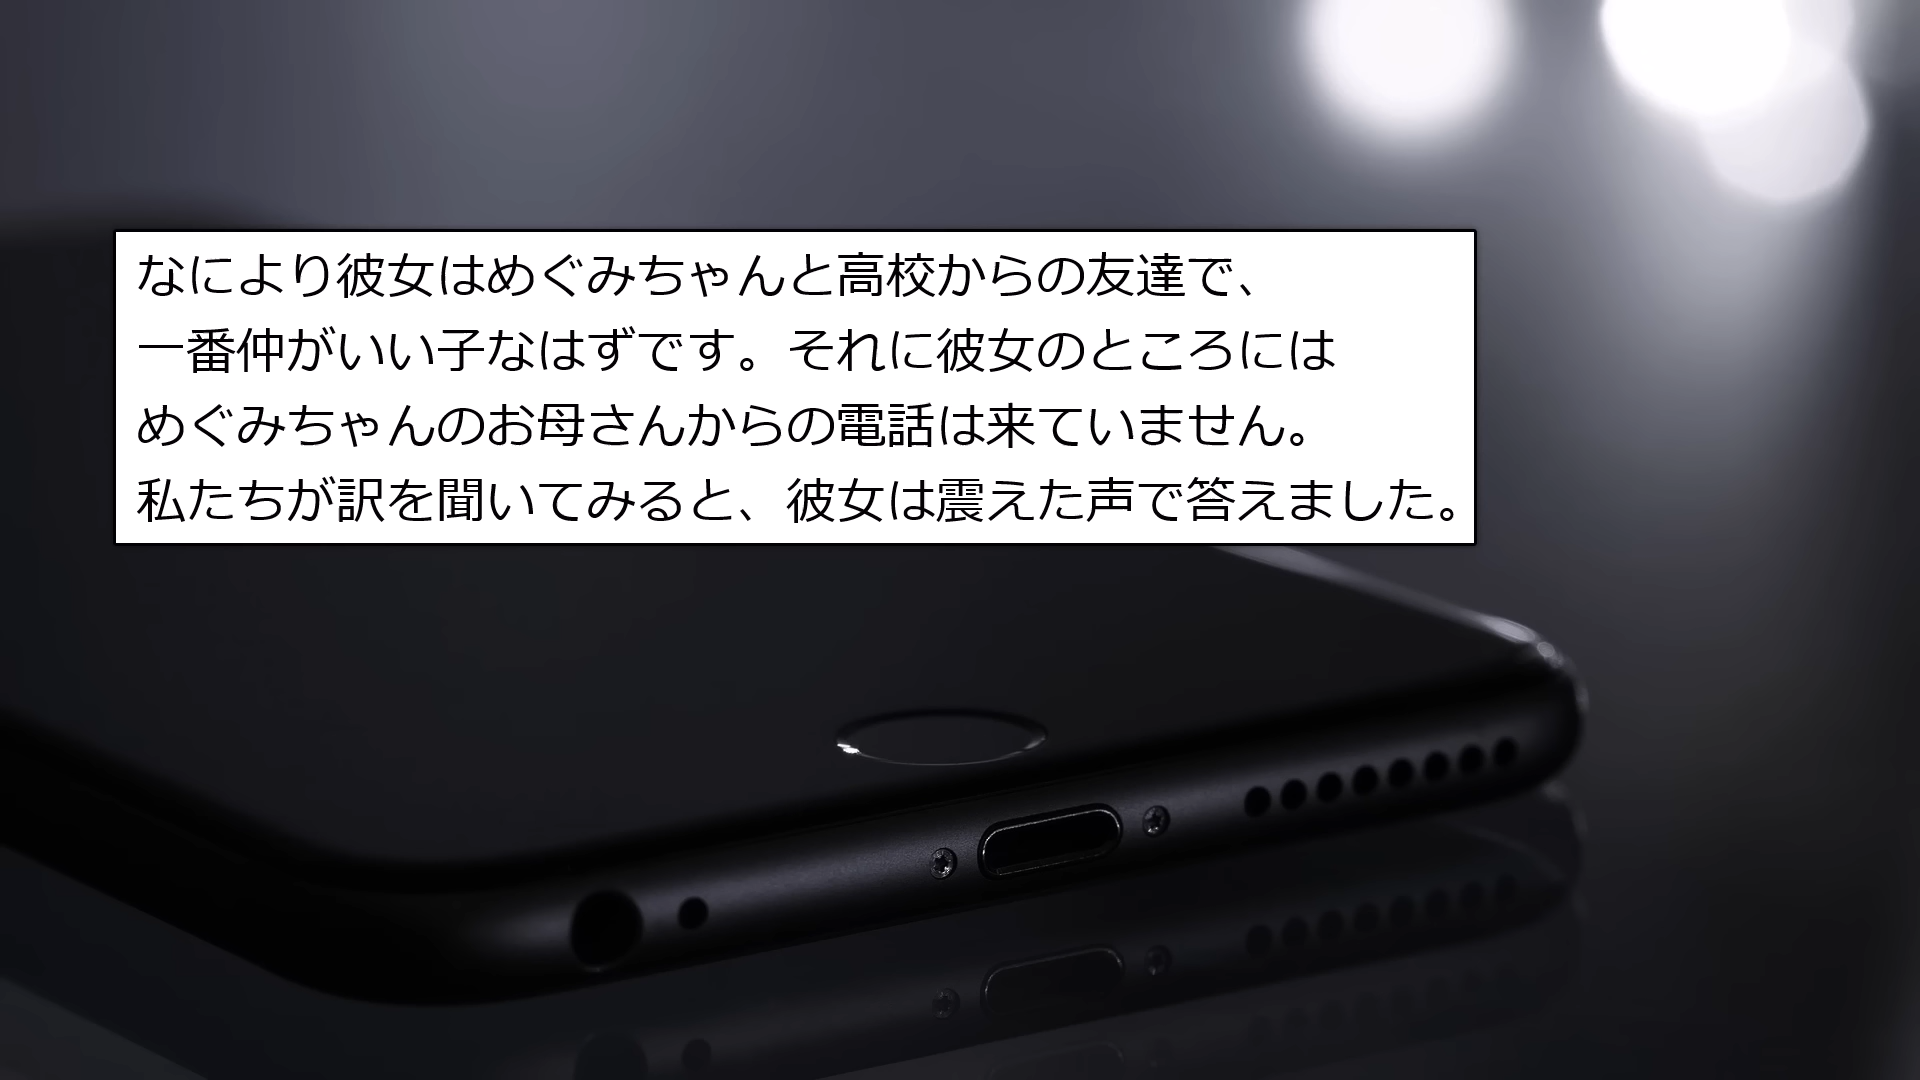 なにより彼女はめぐみちゃんと高校からの友達で、
一番仲がいい子なはずです。それに彼女のところには
めぐみちゃんのお母さんからの電話は来ていません。
私たちが訳を聞いてみると、彼女は震えた声で答えました。